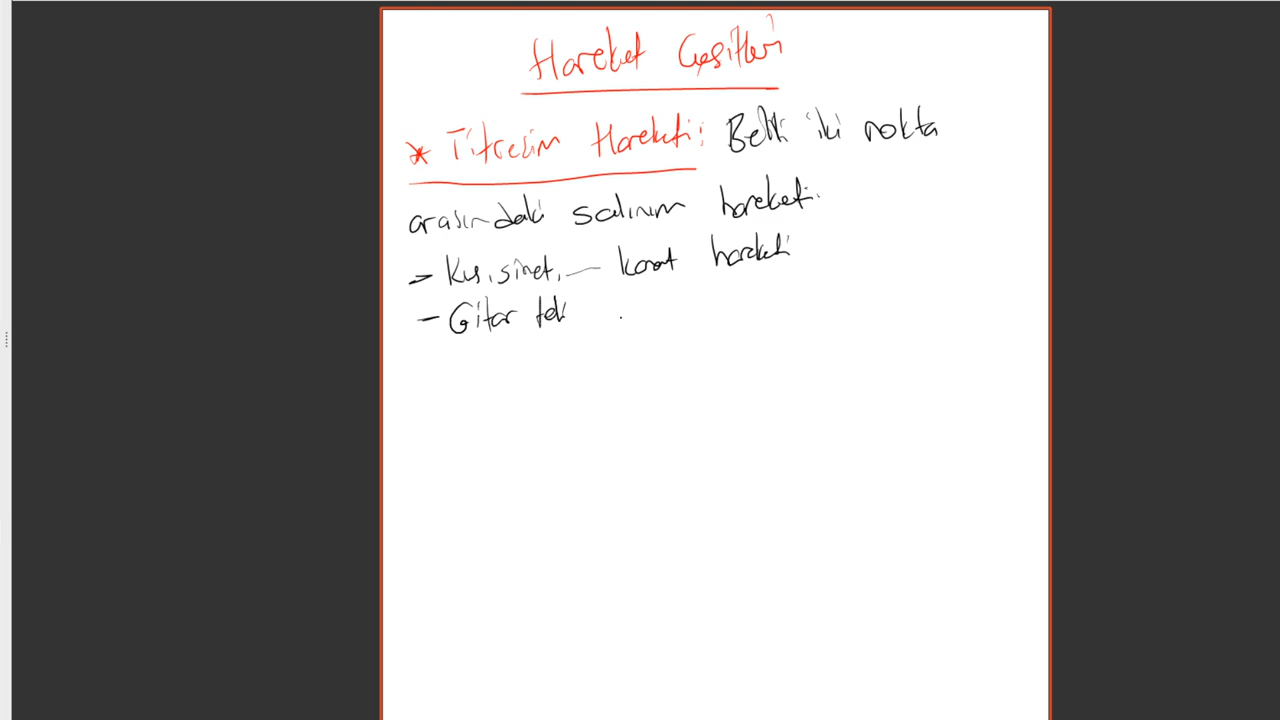 Hareket Çeşitleri
* Titreşim Hareketi: Belli iki nokta
arasındaki salınım hareketi.
-> Kuş, sinek, — kanat hareketi
- Gitar teli